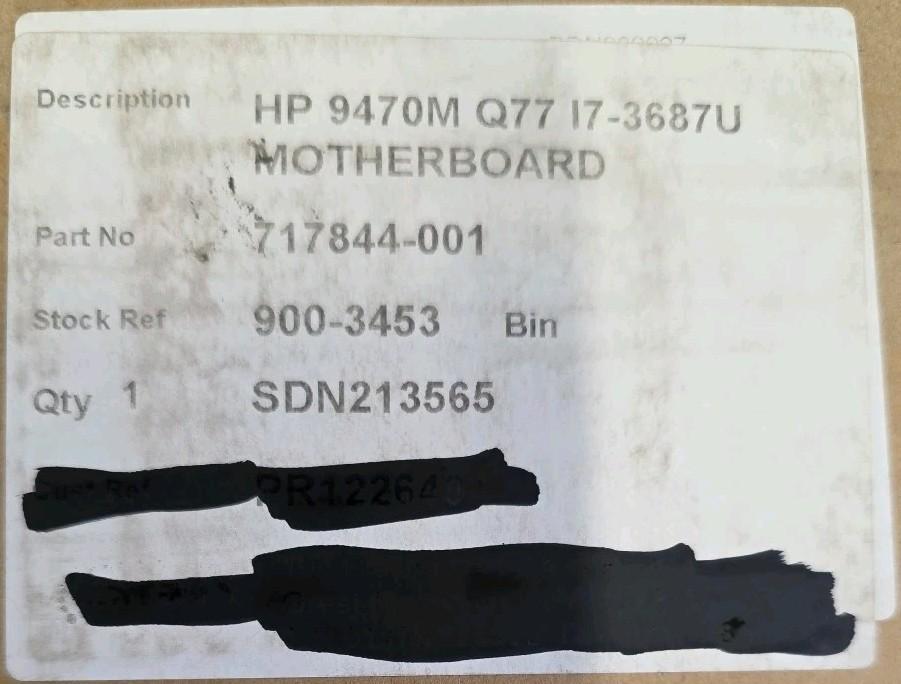 Description HP 9470M Q77 I7-3687U
MOTHERBOARD
Part No 717844-001
Stock Ref 900-3453 Bin
Qty 1 SDN213565